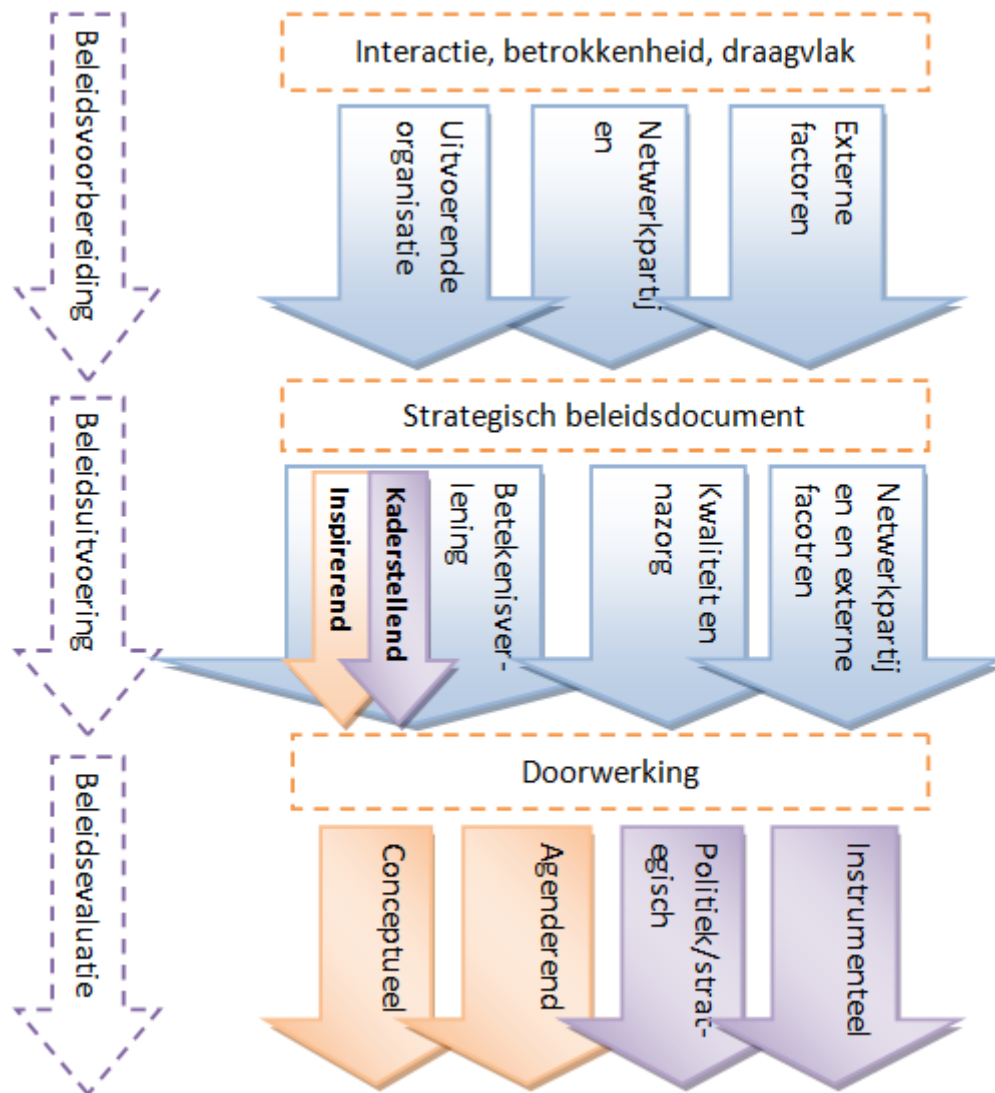 Beleidsvoorbereiding
Interactie, betrokkenheid, draagvlak
Uitvoerende
organisatie
Netwerkpartij
en
Externe
factoren
Beleidsuitvoering
Strategisch beleidsdocument
Inspirerend
Kaderstellend
Betekenisver-
lening
Kwaliteit en
nazorg
Netwerkpartij
en en externe
facotren
Beleidsevaluatie
Doorwerking
Conceptueel
Agenderend
Politiek/strat-
egisch
Instrumenteel